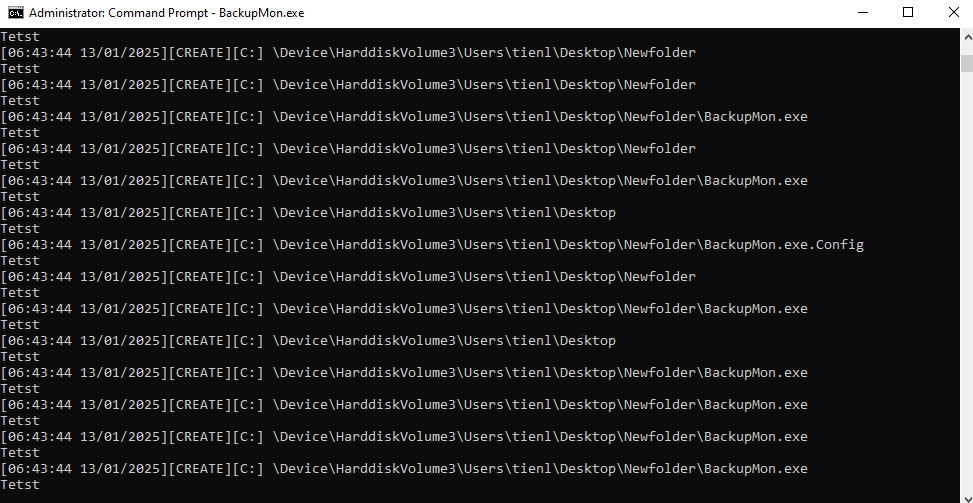 Administrator: Command Prompt - BackupMon.exe
Tetst
[06:43:44 13/01/2025][CREATE][C:] \Device\HarddiskVolume3\Users\tienl\Desktop\Newfolder
Tetst
[06:43:44 13/01/2025][CREATE][C:] \Device\HarddiskVolume3\Users\tienl\Desktop\Newfolder
Tetst
[06:43:44 13/01/2025][CREATE][C:] \Device\HarddiskVolume3\Users\tienl\Desktop\Newfolder\BackupMon.exe
Tetst
[06:43:44 13/01/2025][CREATE][C:] \Device\HarddiskVolume3\Users\tienl\Desktop\Newfolder
Tetst
[06:43:44 13/01/2025][CREATE][C:] \Device\HarddiskVolume3\Users\tienl\Desktop\Newfolder\BackupMon.exe
Tetst
[06:43:44 13/01/2025][CREATE][C:] \Device\HarddiskVolume3\Users\tienl\Desktop
Tetst
[06:43:44 13/01/2025][CREATE][C:] \Device\HarddiskVolume3\Users\tienl\Desktop\Newfolder\BackupMon.exe.Config
Tetst
[06:43:44 13/01/2025][CREATE][C:] \Device\HarddiskVolume3\Users\tienl\Desktop\Newfolder
Tetst
[06:43:44 13/01/2025][CREATE][C:] \Device\HarddiskVolume3\Users\tienl\Desktop\Newfolder\BackupMon.exe
Tetst
[06:43:44 13/01/2025][CREATE][C:] \Device\HarddiskVolume3\Users\tienl\Desktop
Tetst
[06:43:44 13/01/2025][CREATE][C:] \Device\HarddiskVolume3\Users\tienl\Desktop\Newfolder\BackupMon.exe
Tetst
[06:43:44 13/01/2025][CREATE][C:] \Device\HarddiskVolume3\Users\tienl\Desktop\Newfolder\BackupMon.exe
Tetst
[06:43:44 13/01/2025][CREATE][C:] \Device\HarddiskVolume3\Users\tienl\Desktop\Newfolder\BackupMon.exe
Tetst
[06:43:44 13/01/2025][CREATE][C:] \Device\HarddiskVolume3\Users\tienl\Desktop\Newfolder\BackupMon.exe
Tetst